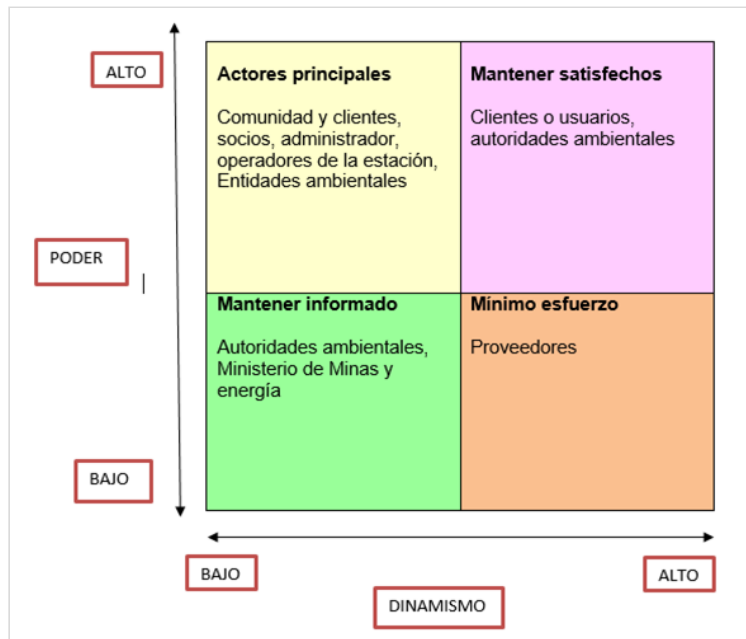 ALTO
Actores principales
Comunidad y clientes,
socios, administrador,
operadores de la estación,
Entidades ambientales
Mantener satisfechos
Clientes o usuarios,
autoridades ambientales
PODER
Mantener informado
Autoridades ambientales,
Ministerio de Minas y
energía
Mínimo esfuerzo
Proveedores
BAJO
BAJO
ALTO
DINAMISMO